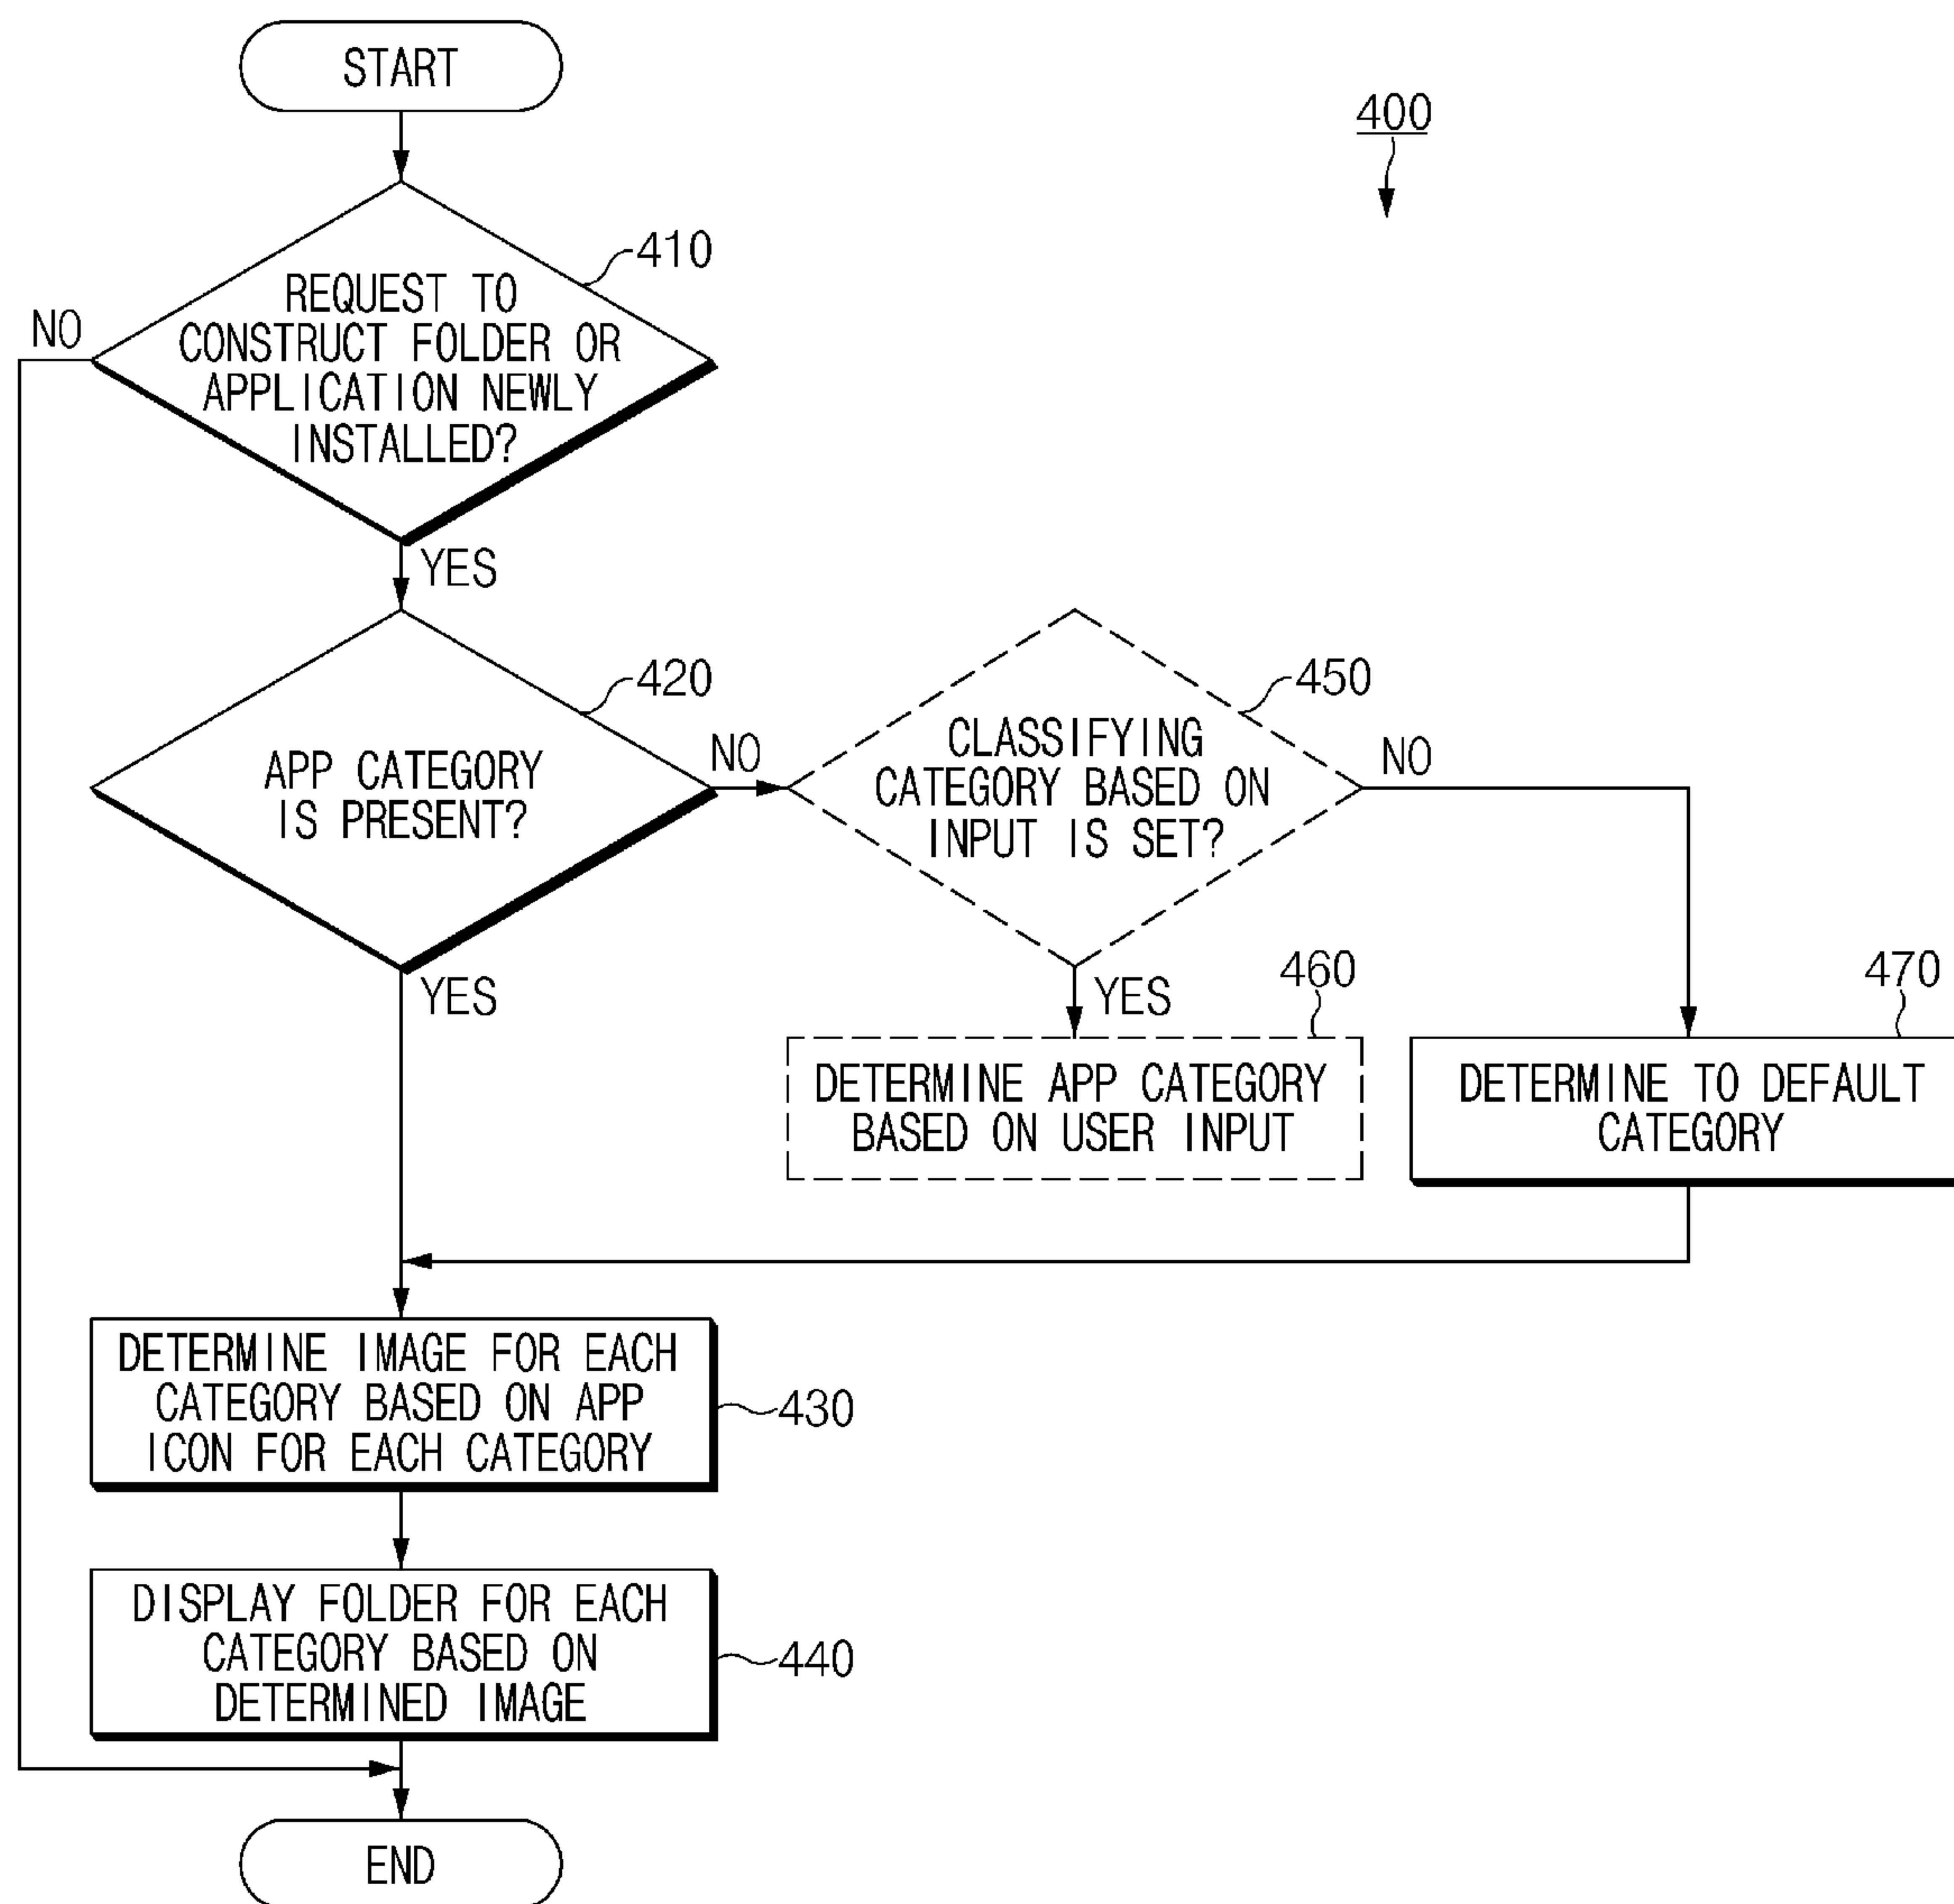 START
400
410
REQUEST TO
CONSTRUCT FOLDER OR
APPLICATION NEWLY
INSTALLED?
NO
YES
420
APP CATEGORY
IS PRESENT?
NO
YES
450
CLASSIFYING
CATEGORY BASED ON
INPUT IS SET?
NO
YES
460
DETERMINE APP CATEGORY
BASED ON USER INPUT
470
DETERMINE TO DEFAULT
CATEGORY
DETERMINE IMAGE FOR EACH
CATEGORY BASED ON APP
ICON FOR EACH CATEGORY
430
DISPLAY FOLDER FOR EACH
CATEGORY BASED ON
DETERMINED IMAGE
440
END